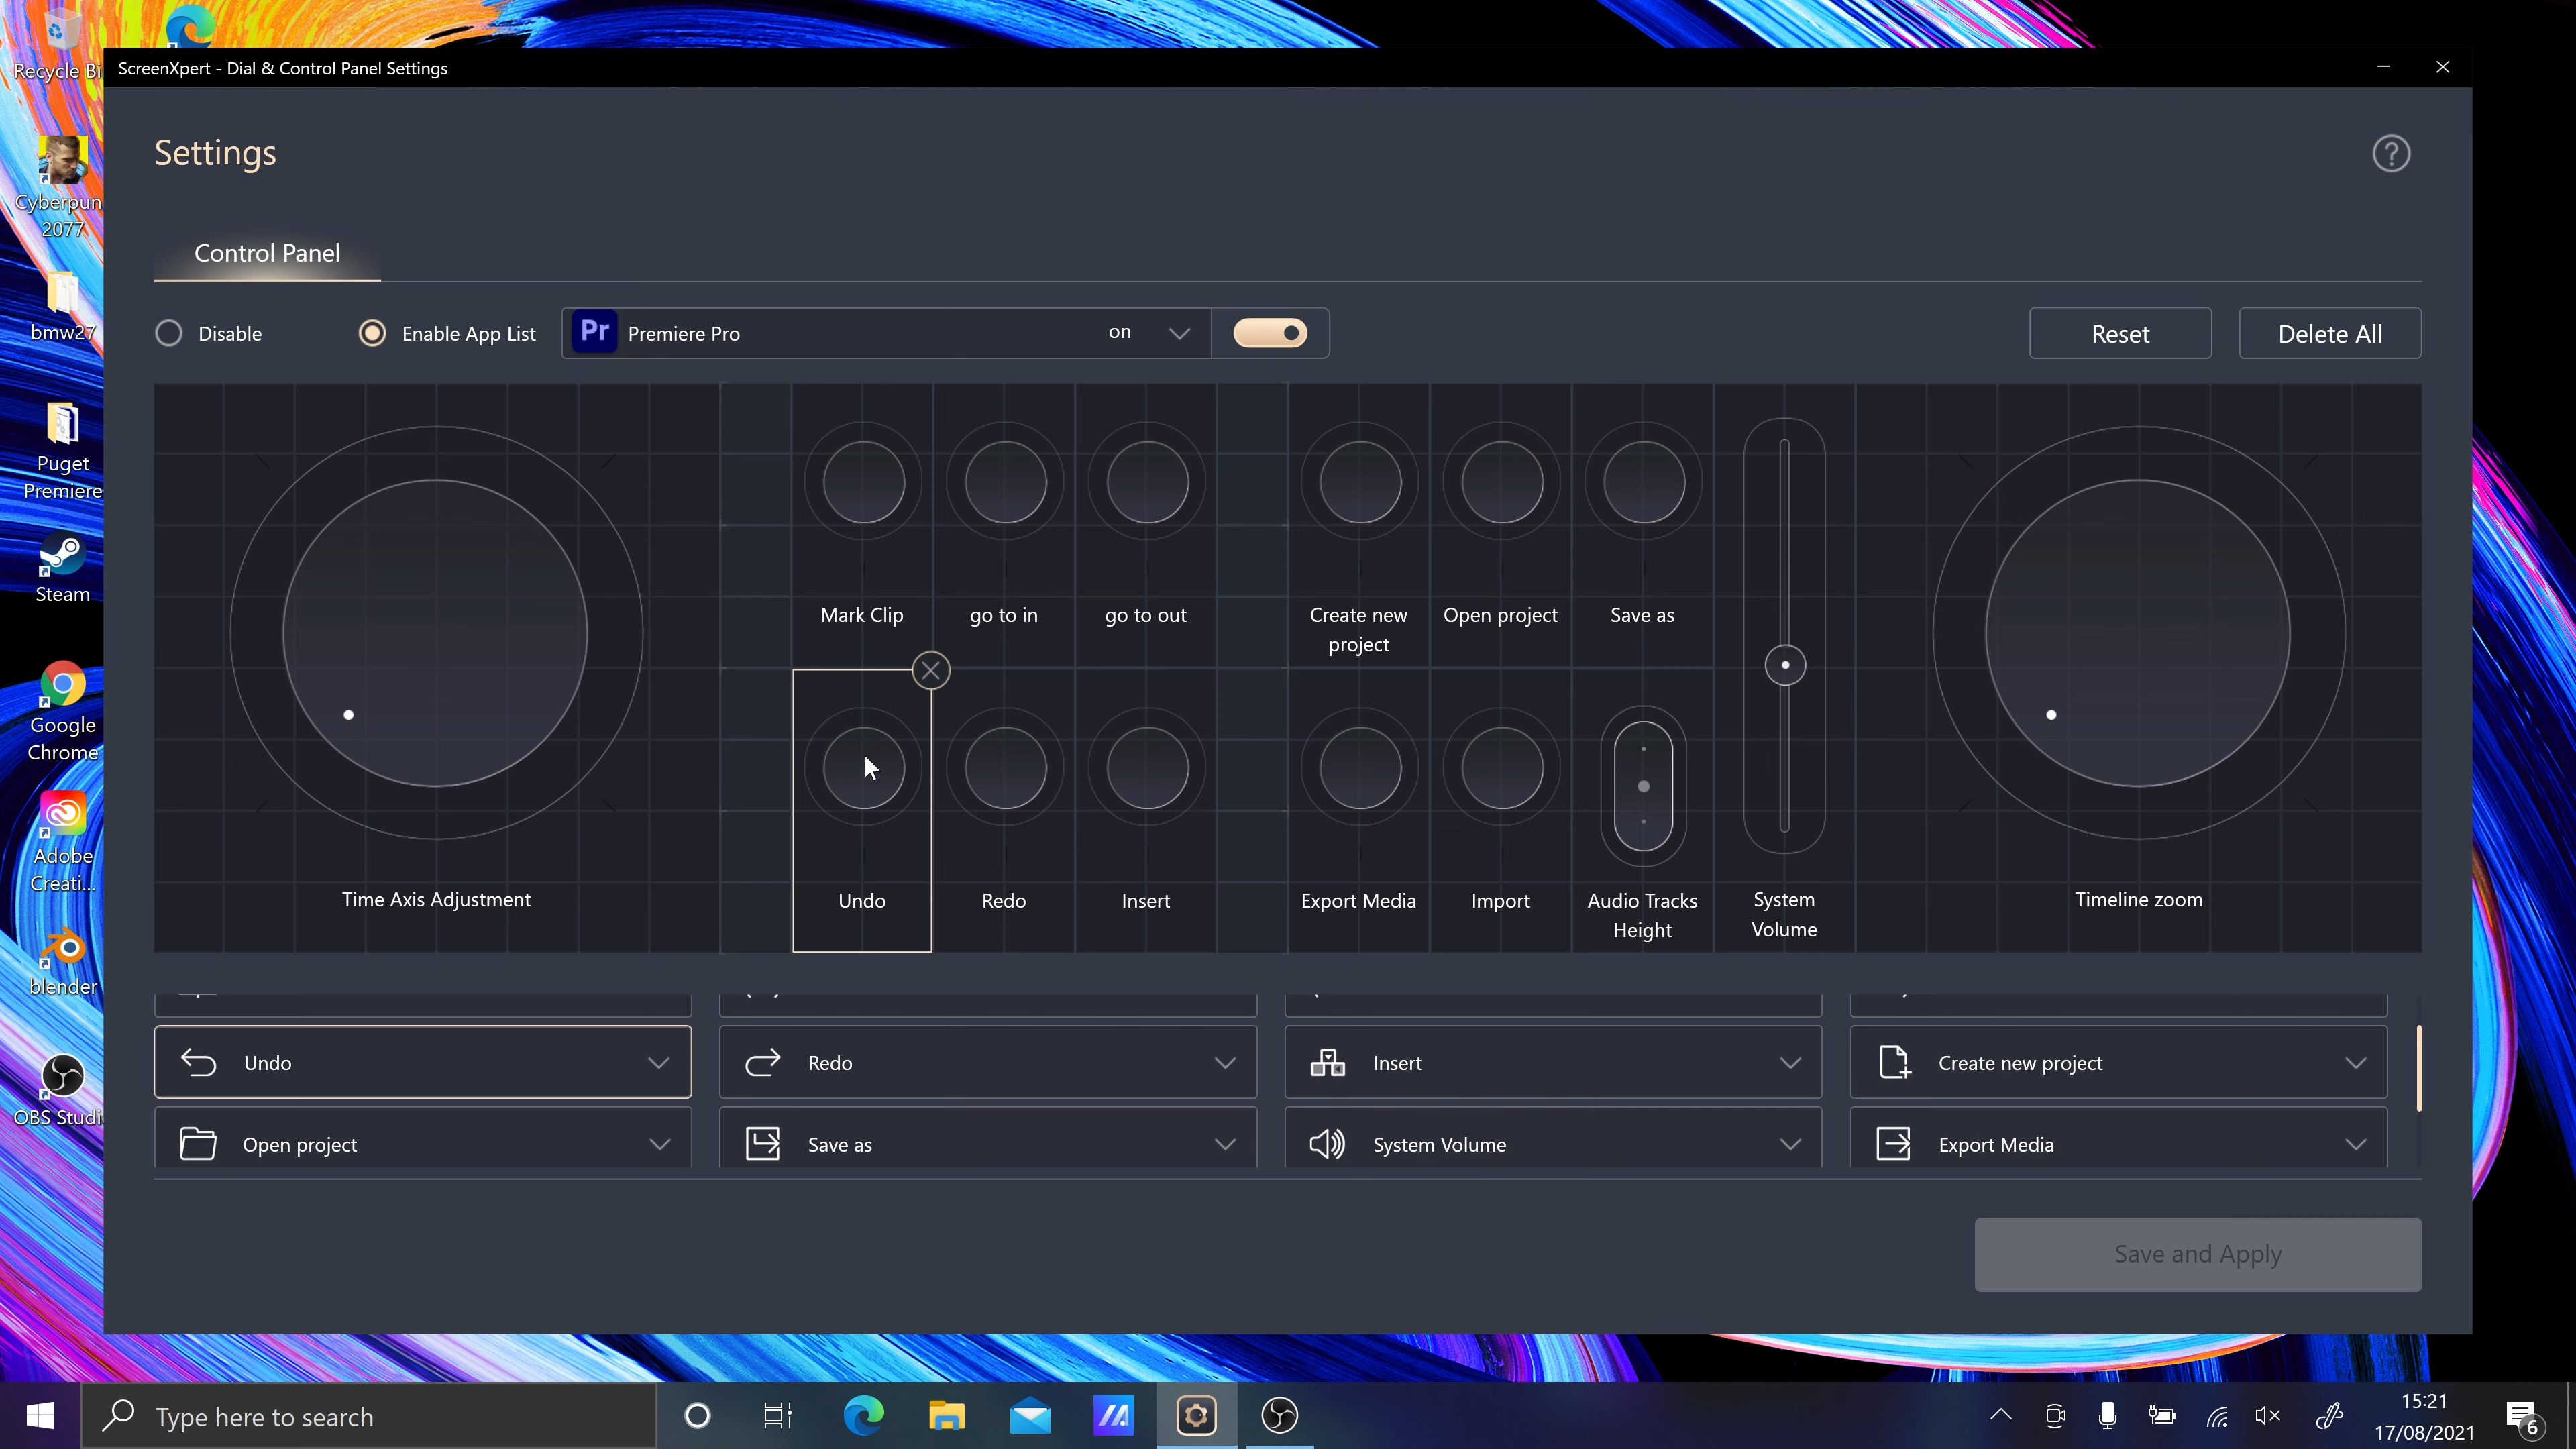 Recycle Bi
ScreenXpert - Dial & Control Panel Settings
Settings
Cyberpun
2077
Control Panel
Disable
Enable App List
Pr
Premiere Pro
on
Reset
Delete All
bmw27
Puget
Premiere
Steam
Google
Chrome
Adobe
Creati...
blender
OBS Studi
Mark Clip
go to in
go to out
Create new
project
Open project
Save as
Time Axis Adjustment
Undo
Redo
Insert
Export Media
Import
Audio Tracks
Height
System
Volume
Timeline zoom
Undo
Redo
Insert
Create new project
Open project
Save as
System Volume
Export Media
Save and Apply
Type here to search
15:21
17/08/2021
6